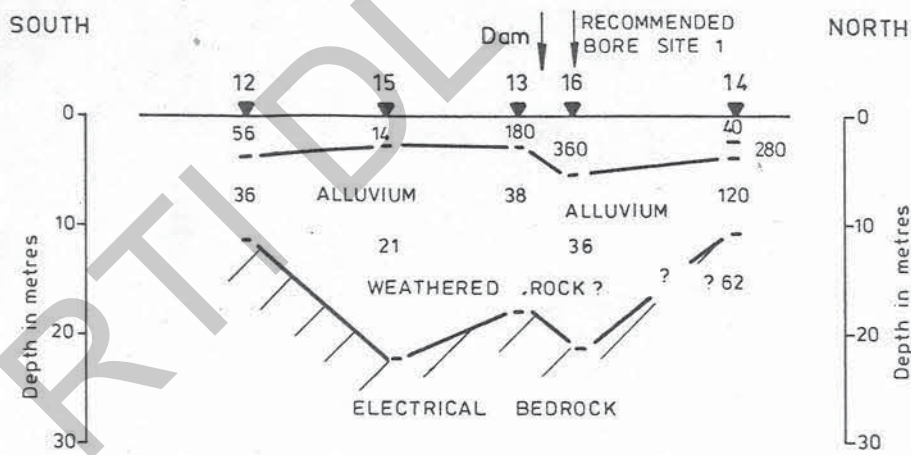 SOUTH
Dam
RECOMMENDED
BORE SITE 1
NORTH
12 15 13 16 14
0 0
56 14 180 360 40 280
36 ALLUVIUM 38 ALLUVIUM 120
10 10
21 36
WEATHERED ROCK? ? ? 62
20 20
ELECTRICAL BEDROCK
30 30
Depth in metres
Depth in metres
RTI DL